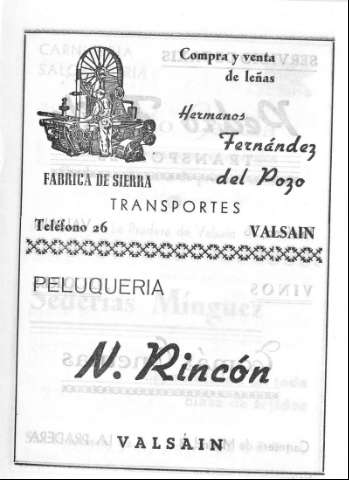 Compra y venta
de leñas
Hermanos
Fernández
del Pozo
FABRICA DE SIERRA
TRANSPORTES
Teléfono 26 VALSAIN
PELUQUERIA
N. Rincón
VALSAIN